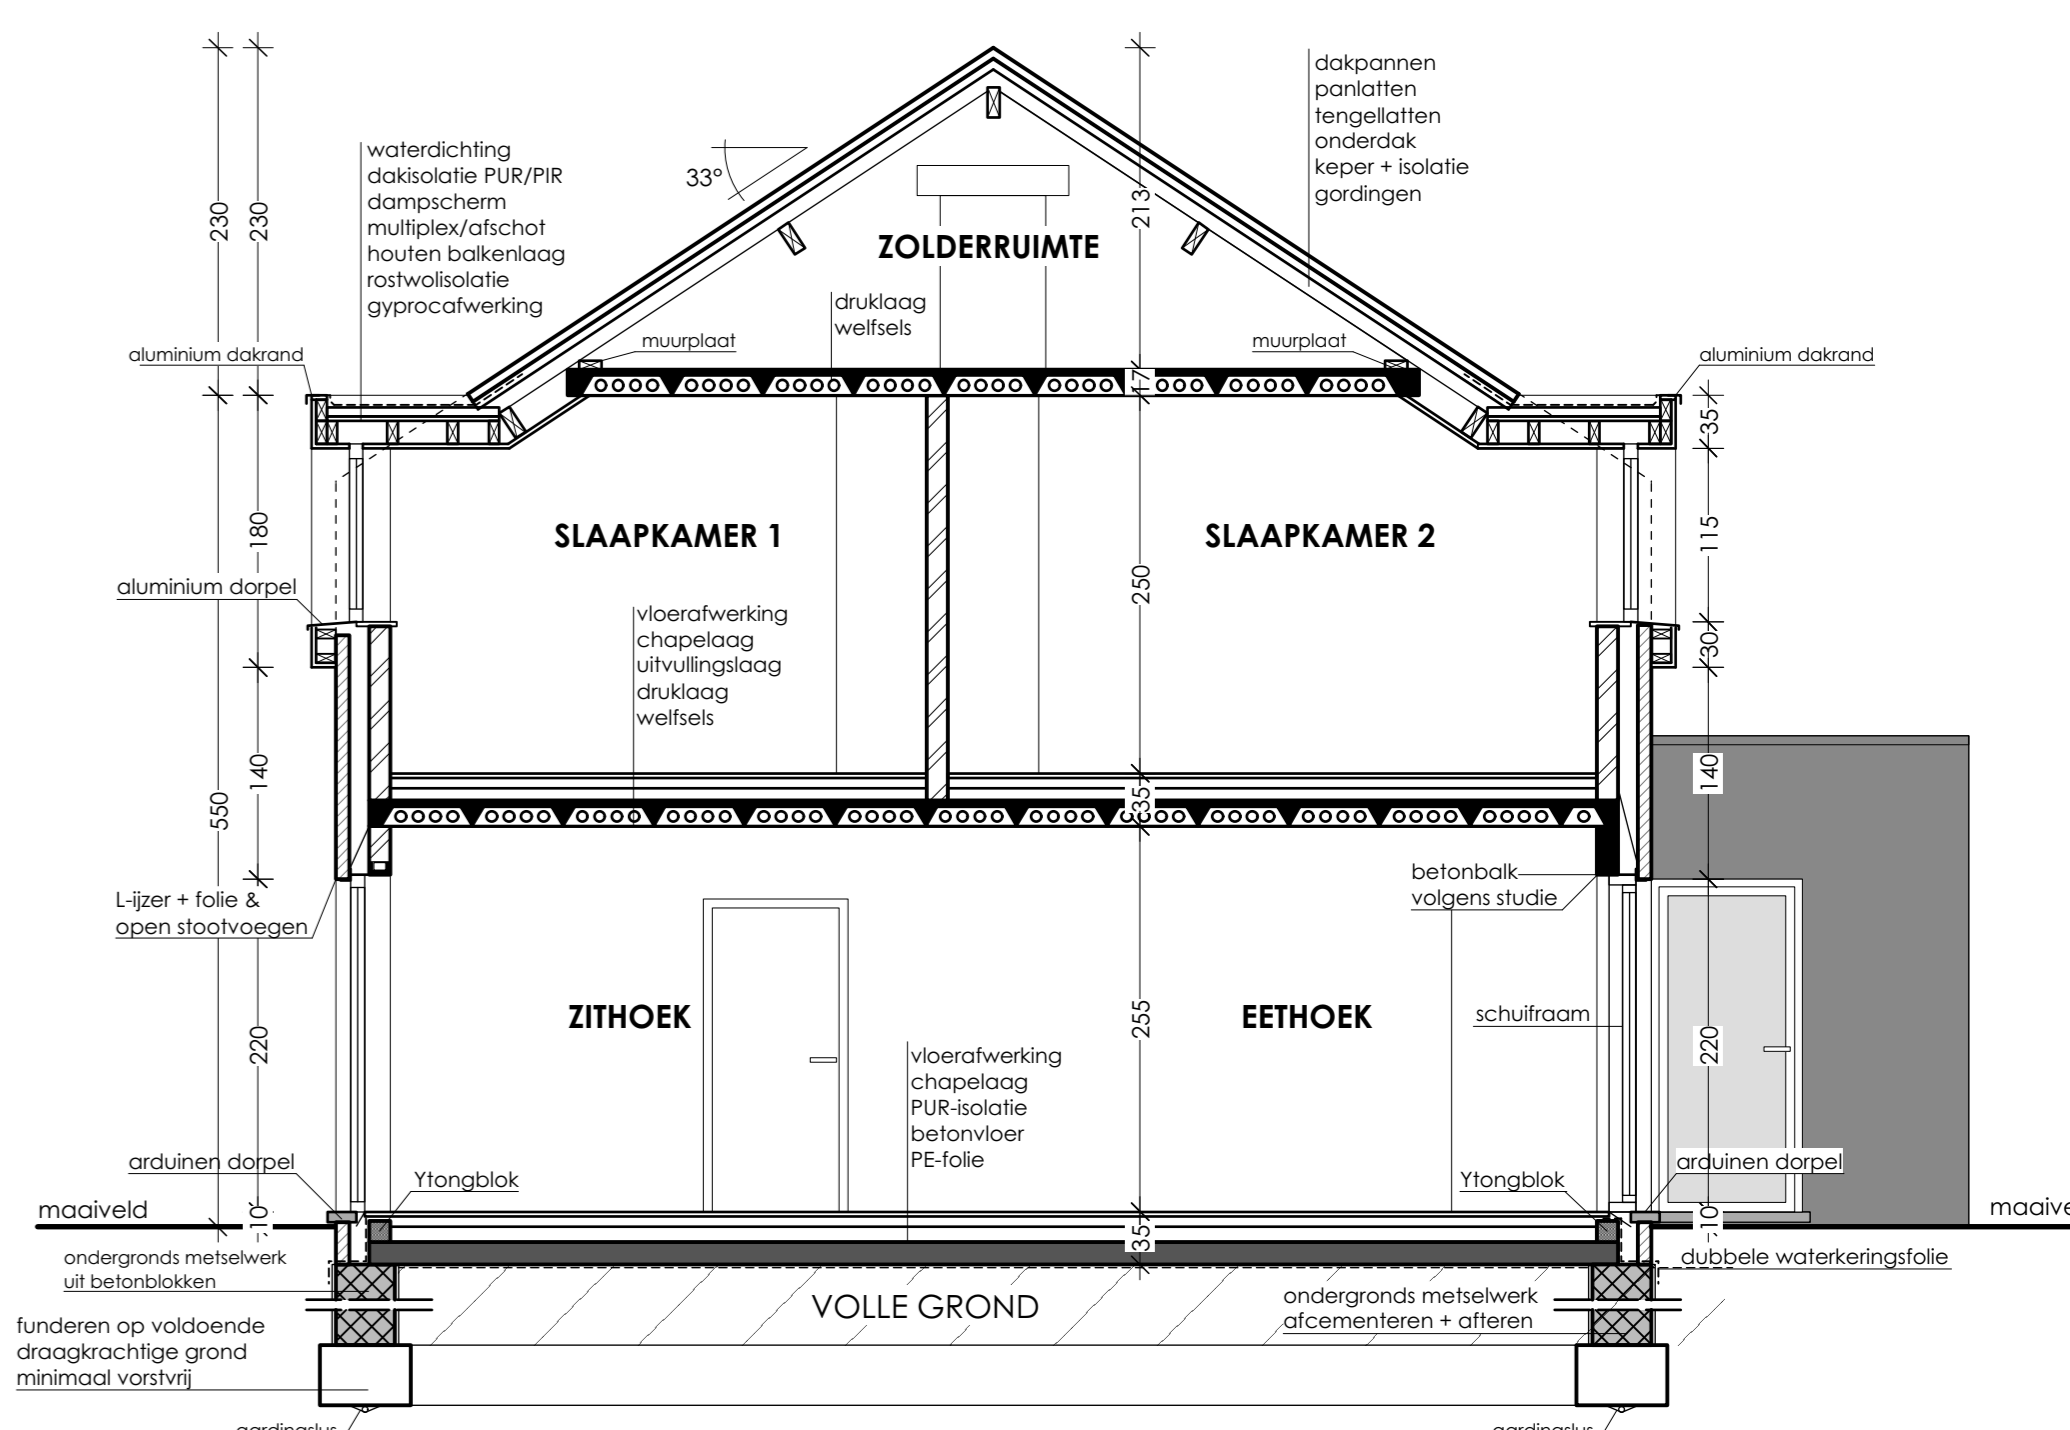 230
230
213
33°
waterdichting
dakisolatie PUR/PIR
dampscherm
multiplex/afschot
houten balkenlaag
rostwolisolatie
gyprocafwerking
dakpannen
panlatten
tengellatten
onderdak
keper + isolatie
gordingen
ZOLDERRUIMTE
druklaag
welfsels
muurplaat
muurplaat
aluminium dakrand
aluminium dakrand
17
35
180
115
SLAAPKAMER 1
SLAAPKAMER 2
250
aluminium dorpel
30
vloerafwerking
chapelaag
uitvullingslaag
druklaag
welfsels
550
140
140
35
L-ijzer + folie &
open stootvoegen
betonbalk
volgens studie
ZITHOEK
EETHOEK
schuifraam
220
255
220
vloerafwerking
chapelaag
PUR-isolatie
betonvloer
PE-folie
arduinen dorpel
arduinen dorpel
Ytongblok
Ytongblok
maaiveld
maaive
10
35
10
ondergronds metselwerk
uit betonblokken
dubbele waterkeringsfolie
VOLLE GROND
ondergronds metselwerk
afcementeren + afteren
funderen op voldoende
draagkrachtige grond
minimaal vorstvrij
aardingslus
aardingslus